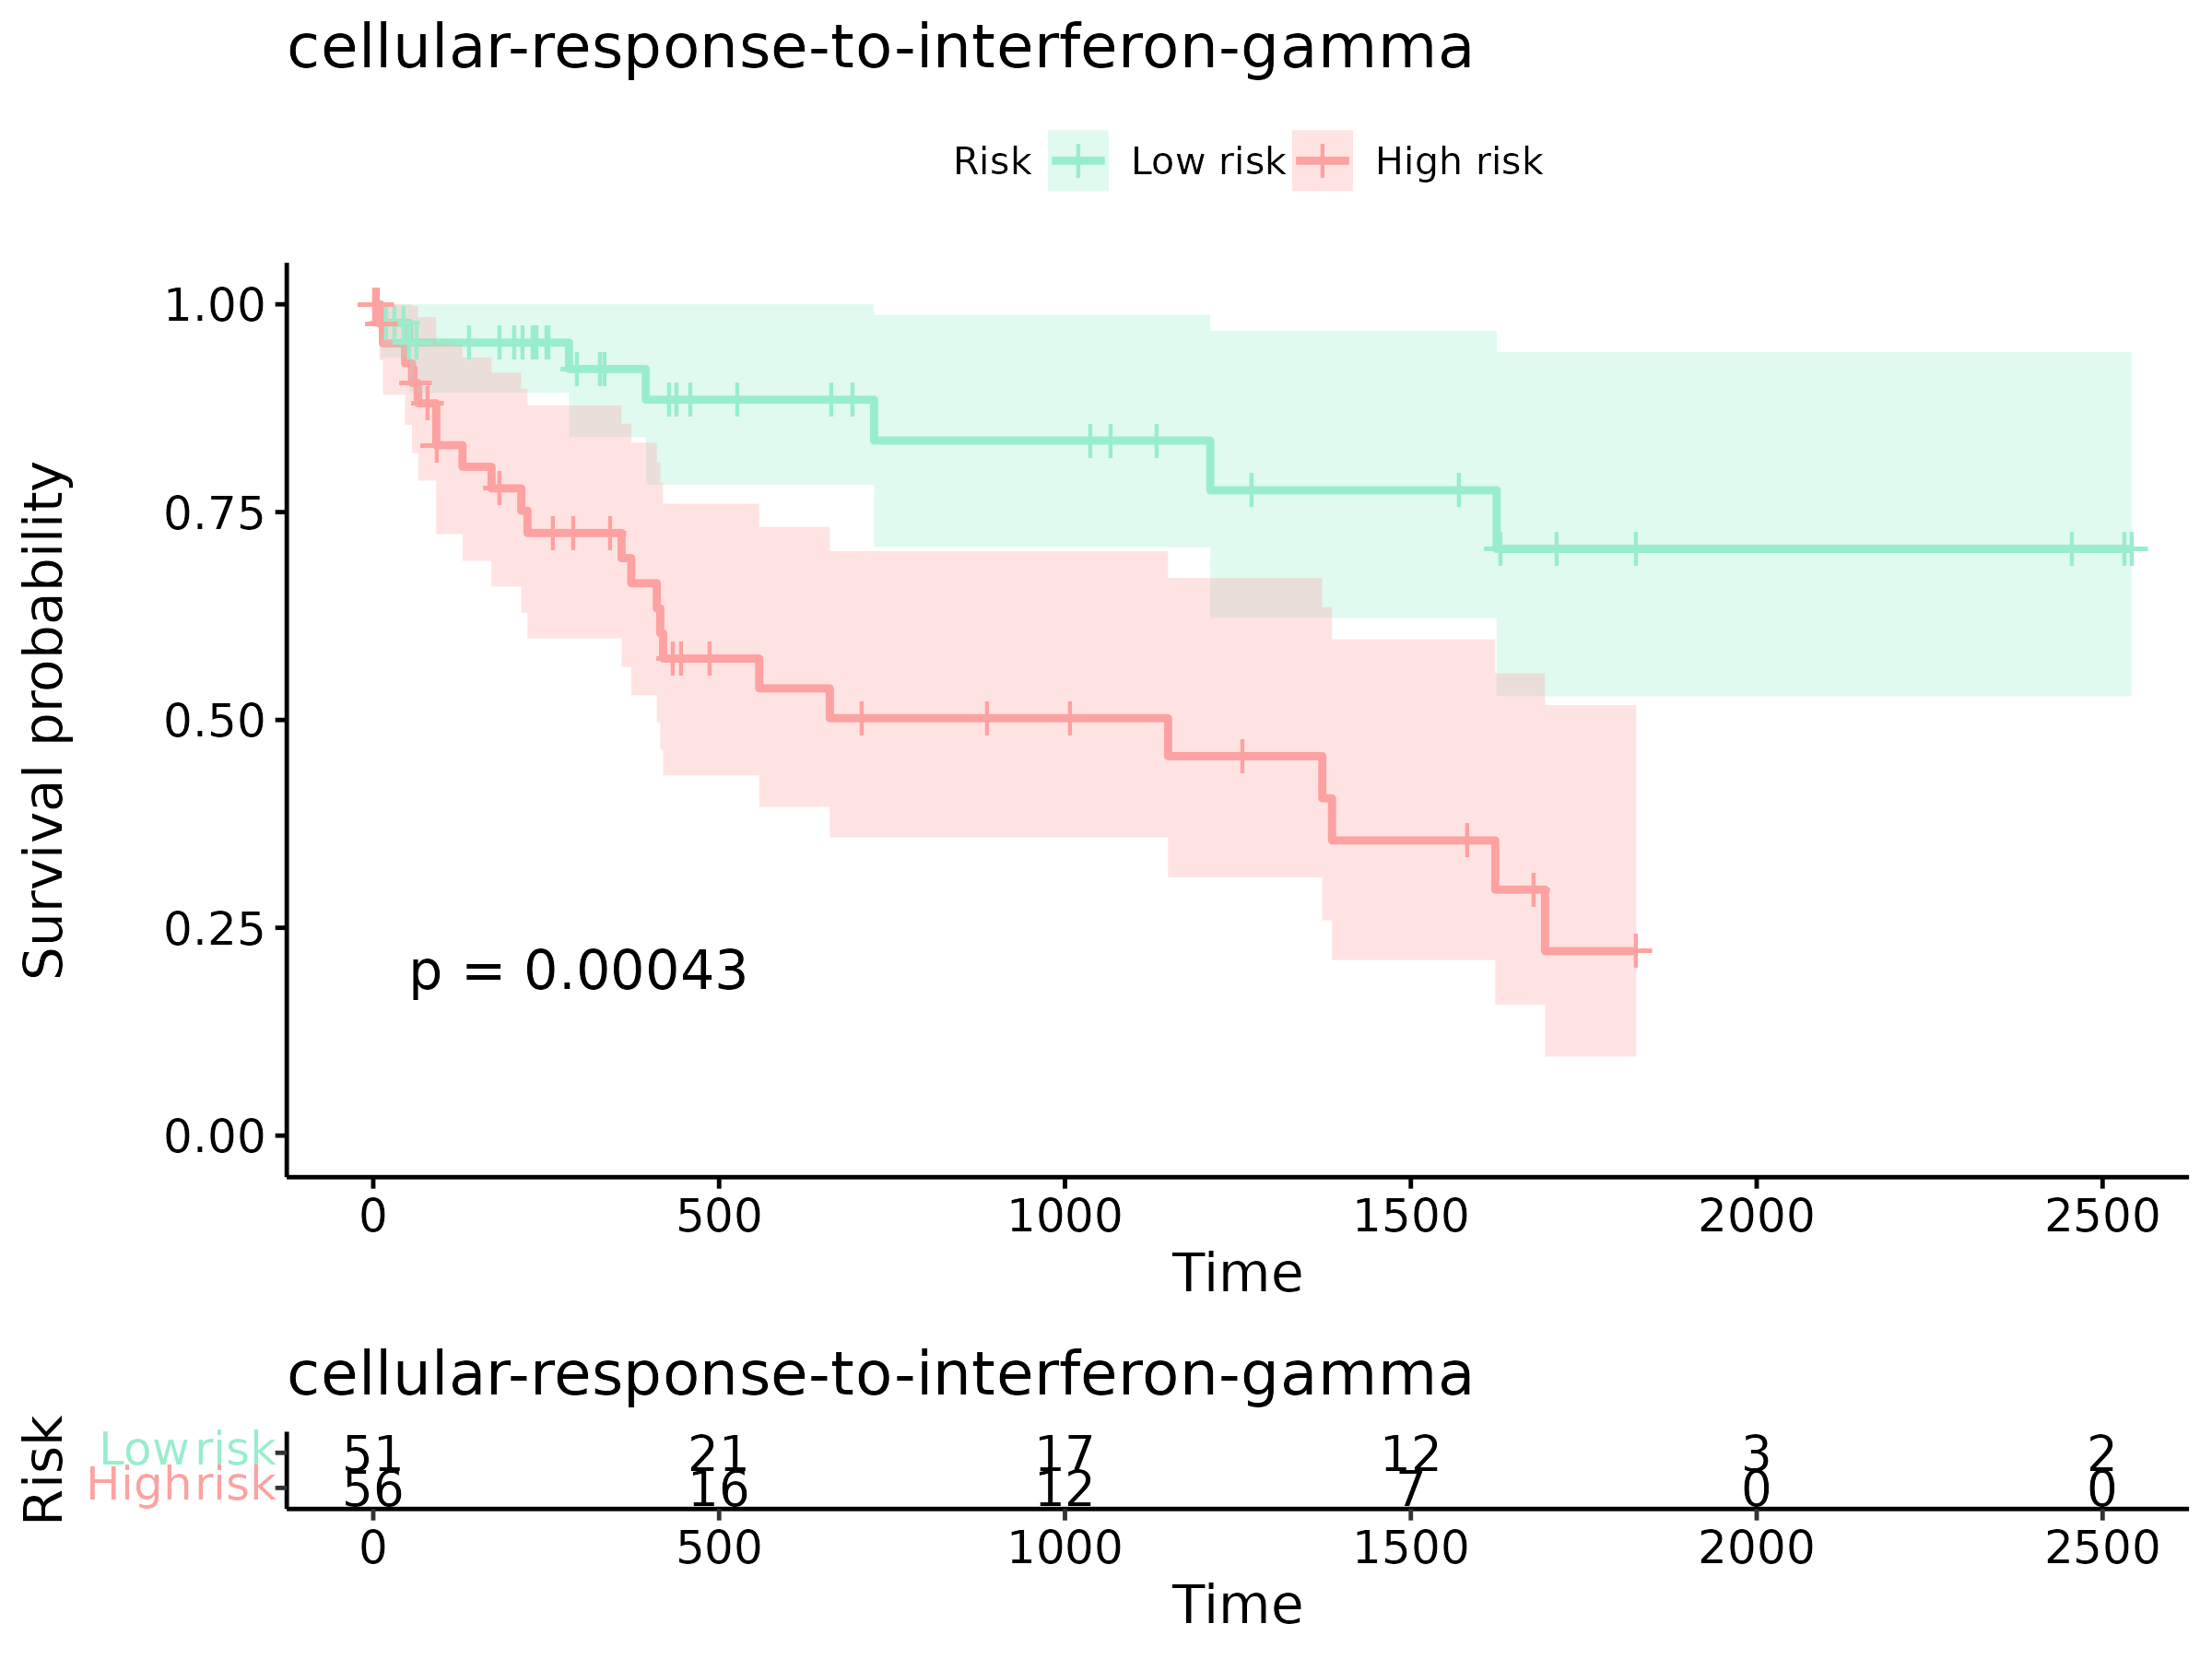 cellular-response-to-interferon-gamma
Risk Low risk High risk
Survival probability
1.00
0.75
0.50
0.25
0.00
p = 0.00043
0 500 1000 1500 2000 2500
Time
cellular-response-to-interferon-gamma
Risk
Low risk 51 21 17 12 3 2
High risk 56 16 12 7 0 0
0 500 1000 1500 2000 2500
Time